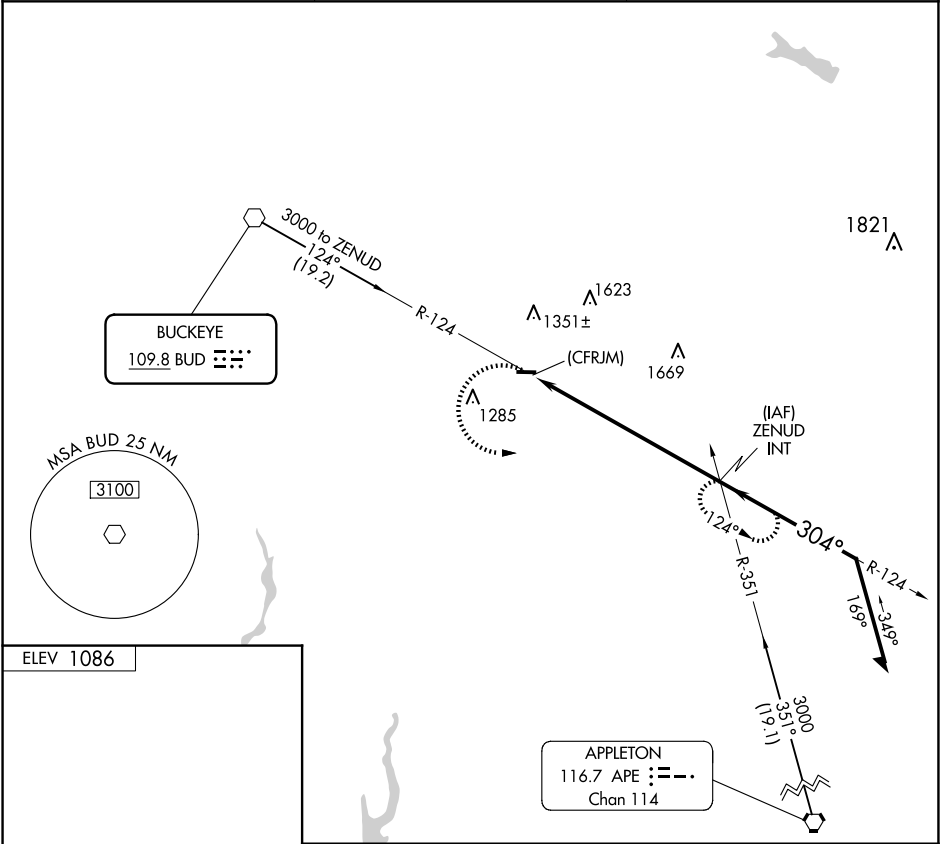 1821
3000 to ZENUD
124°
(19.2)
R-124
1623
1351±
(CFRJM)
1669
BUCKEYE
109.8 BUD
1285
(IAF)
ZENUD
INT
MSA BUD 25 NM
3100
124°
304°
R-124
R-351
169°
349°
ELEV 1086
3000
351°
(19.1)
APPLETON
116.7 APE
Chan 114